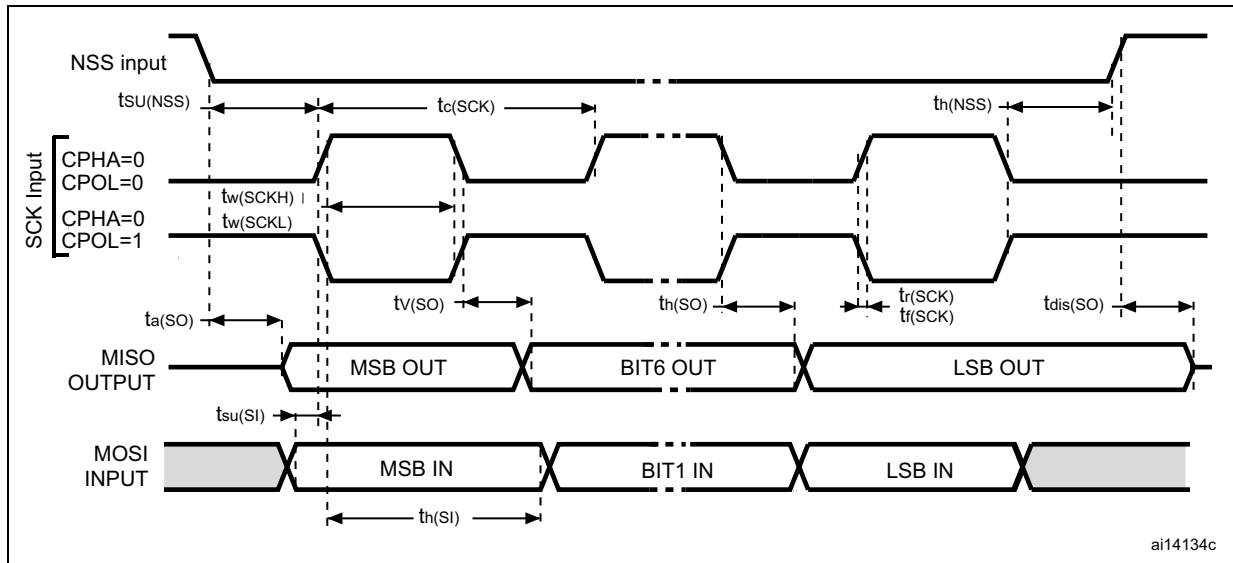 NSS input
tSU(NSS)
tc(SCK)
th(NSS)
SCK Input
CPHA=0
CPOL=0
tw(SCKH)
CPHA=0
tw(SCKL)
CPOL=1
tV(SO)
th(SO)
tr(SCK)
tf(SCK)
ta(SO)
tdis(SO)
MISO
OUTPUT
MSB OUT
BIT6 OUT
LSB OUT
tsu(SI)
MOSI
INPUT
MSB IN
BIT1 IN
LSB IN
th(SI)
ai14134c